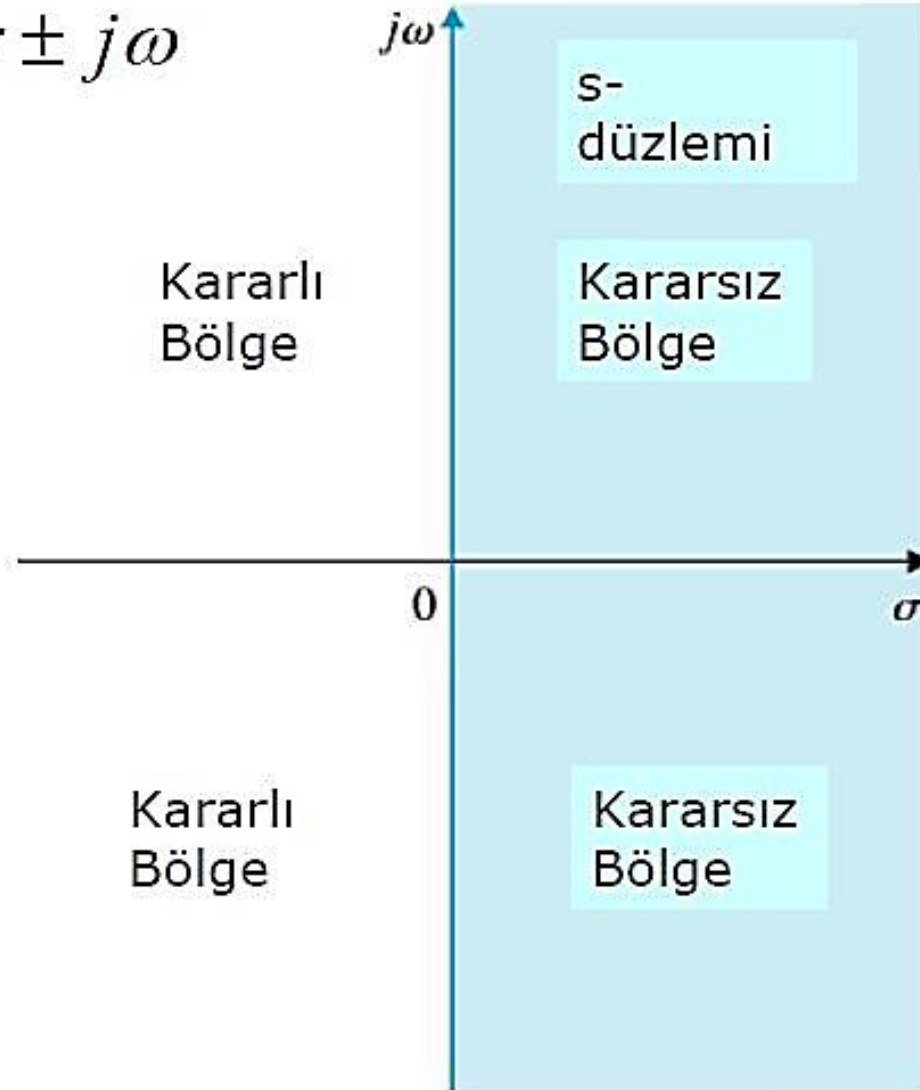 ± jω
jω
s-
düzlemi
Kararlı
Bölge
Kararsız
Bölge
0
σ
Kararlı
Bölge
Kararsız
Bölge